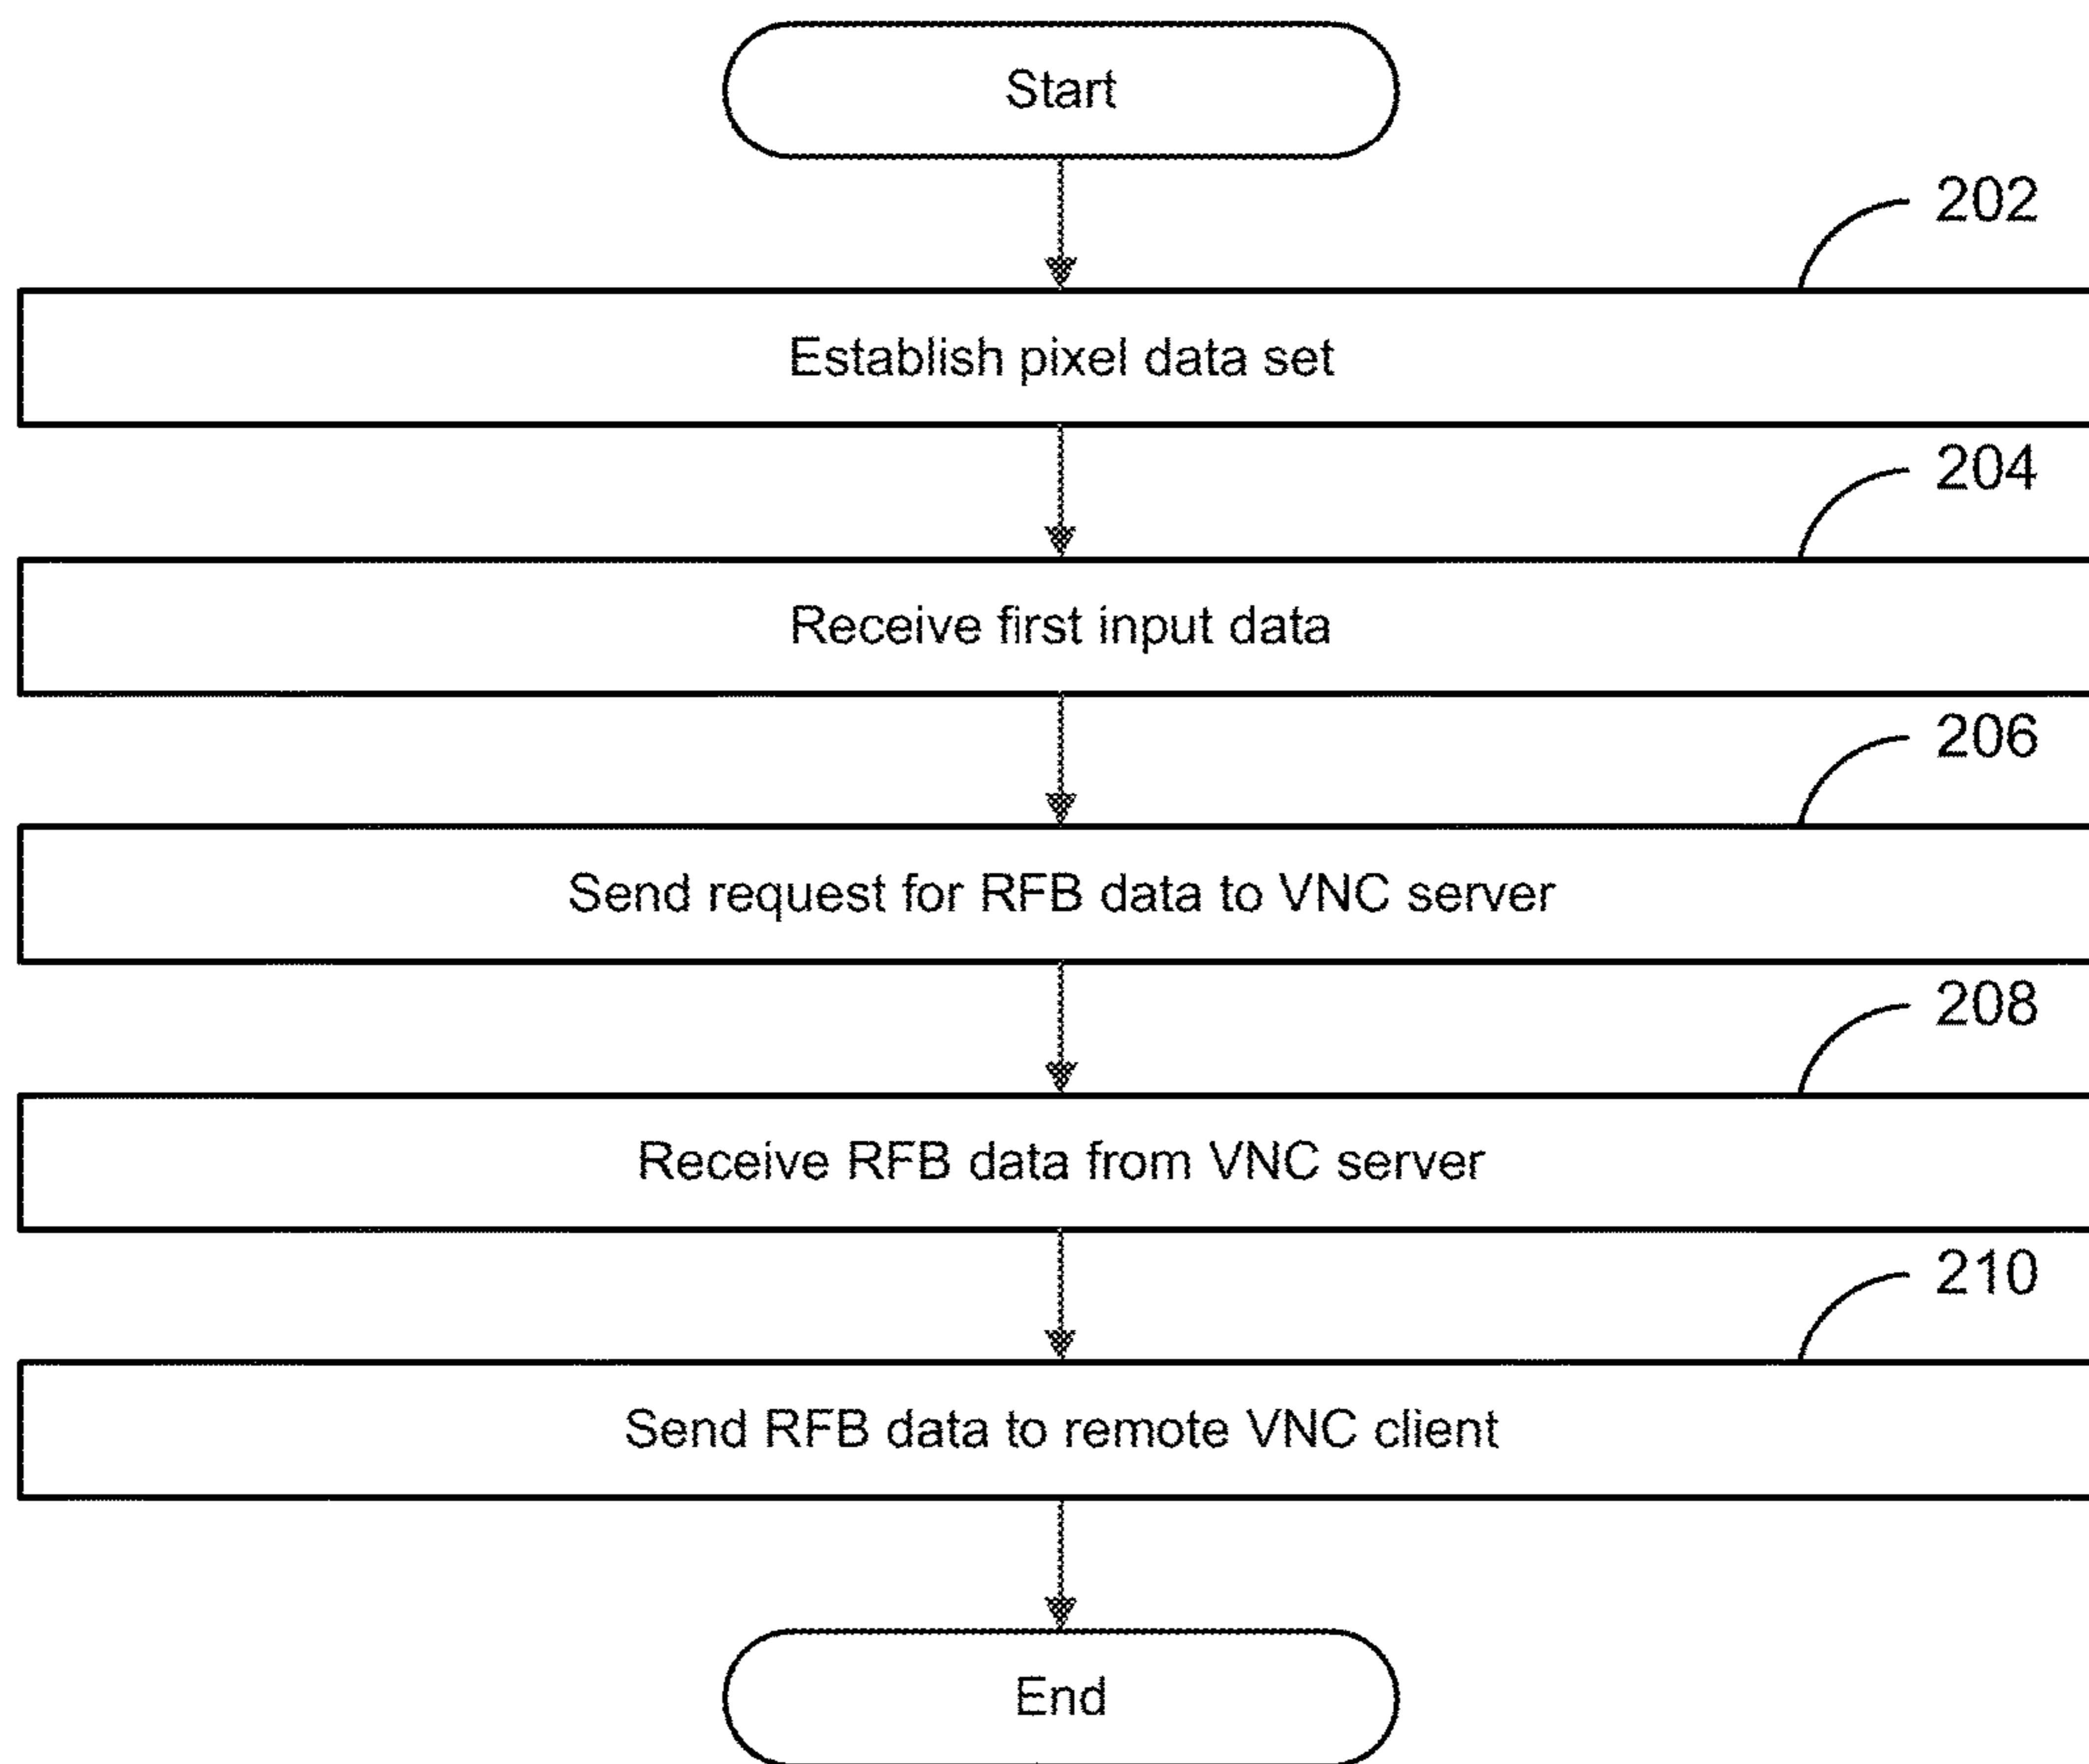 Start
202
Establish pixel data set
204
Receive first input data
206
Send request for RFB data to VNC server
208
Receive RFB data from VNC server
210
Send RFB data to remote VNC client
End